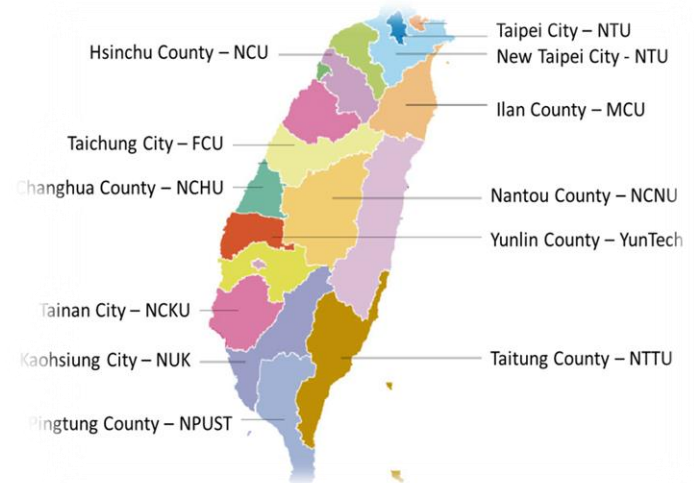 Taipei City – NTU
Hsinchu County – NCU
New Taipei City - NTU
Ilan County – MCU
Taichung City – FCU
Changhua County – NCHU
Nantou County – NCNU
Yunlin County – YunTech
Tainan City – NCKU
Kaohsiung City – NUK
Taitung County – NTTU
Pingtung County – NPUST